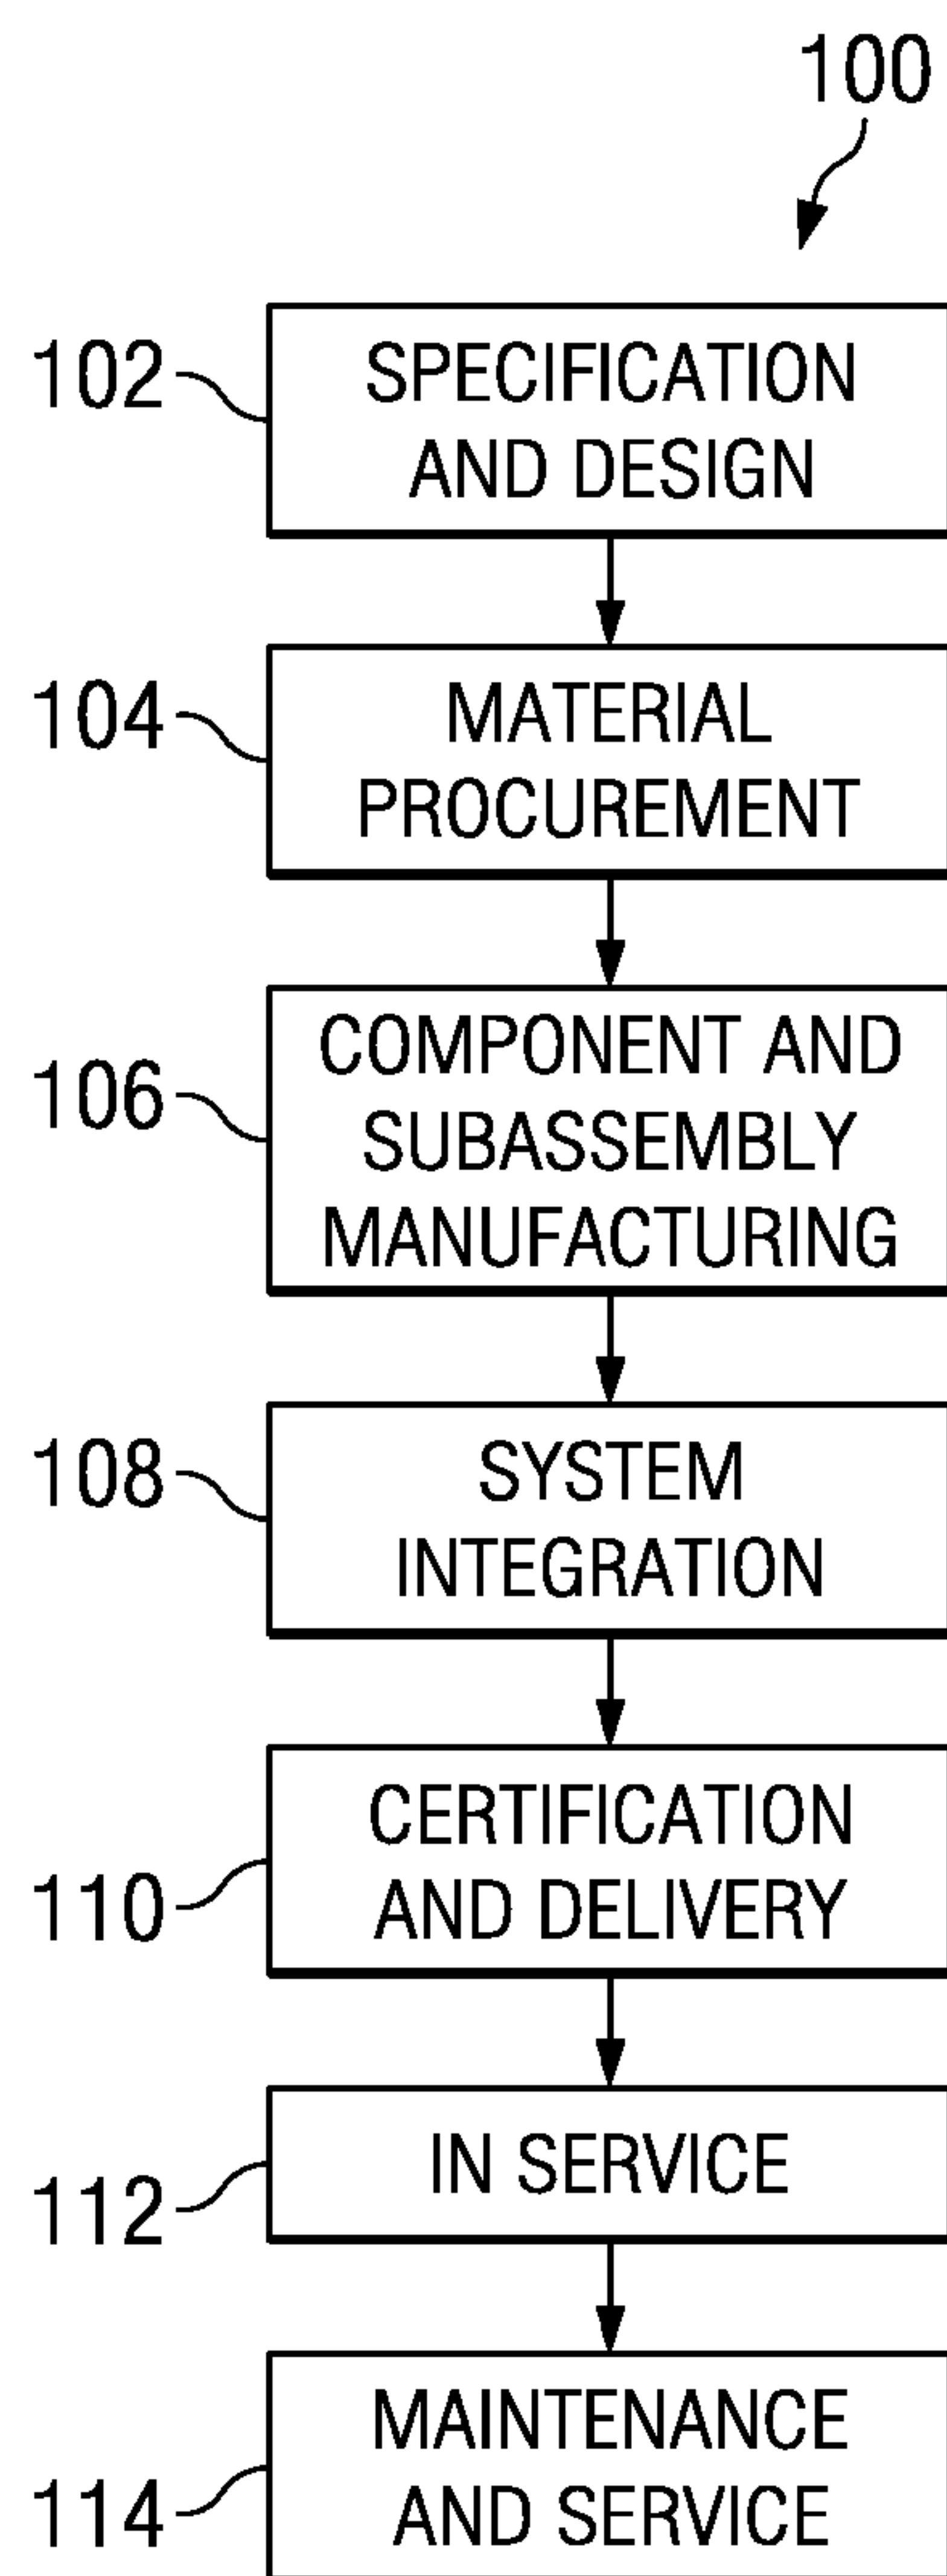 100
102
SPECIFICATION
AND DESIGN
104
MATERIAL
PROCUREMENT
106
COMPONENT AND
SUBASSEMBLY
MANUFACTURING
108
SYSTEM
INTEGRATION
110
CERTIFICATION
AND DELIVERY
112
IN SERVICE
114
MAINTENANCE
AND SERVICE